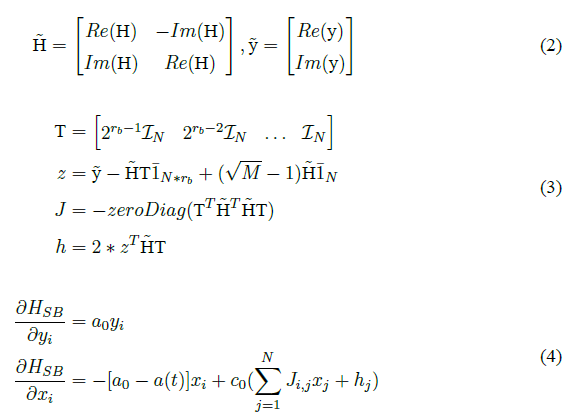 H̃ = [Re(H) −Im(H); Im(H) Re(H)], ỹ = [Re(y); Im(y)] (2)
T = [2^{r_b−1}ℐ_N 2^{r_b−2}ℐ_N … ℐ_N]
z = ỹ − H̃T1̄_{N*r_b} + (√M − 1)H̃1̄_N
J = −zeroDiag(T^T H̃^T H̃T) (3)
h = 2 * z^T H̃T
∂H_{SB}/∂y_i = a_0 y_i
∂H_{SB}/∂x_i = −[a_0 − a(t)]x_i + c_0(∑_{j=1}^{N} J_{i,j}x_j + h_j) (4)